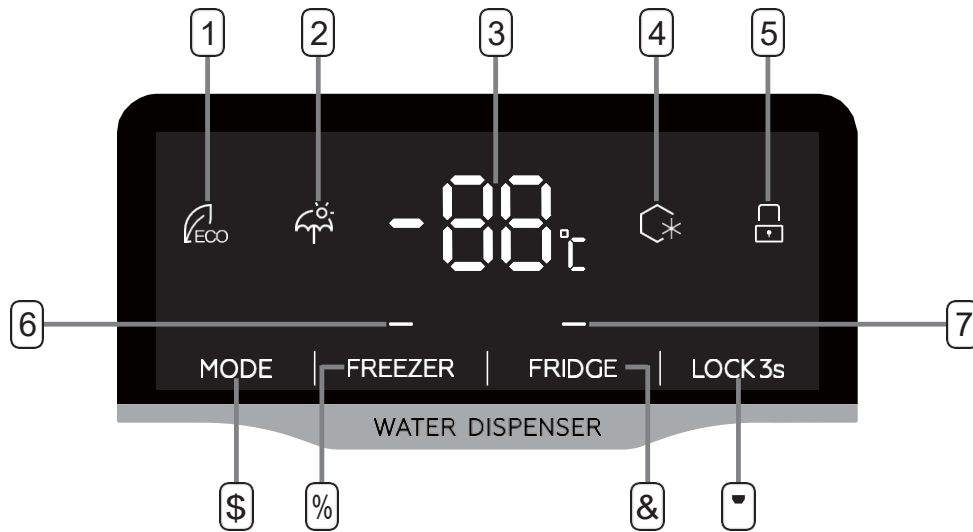 1 2 3 4 5
ECO
-88°C
6 7
MODE FREEZER FRIDGE LOCK 3s
WATER DISPENSER
$ % &